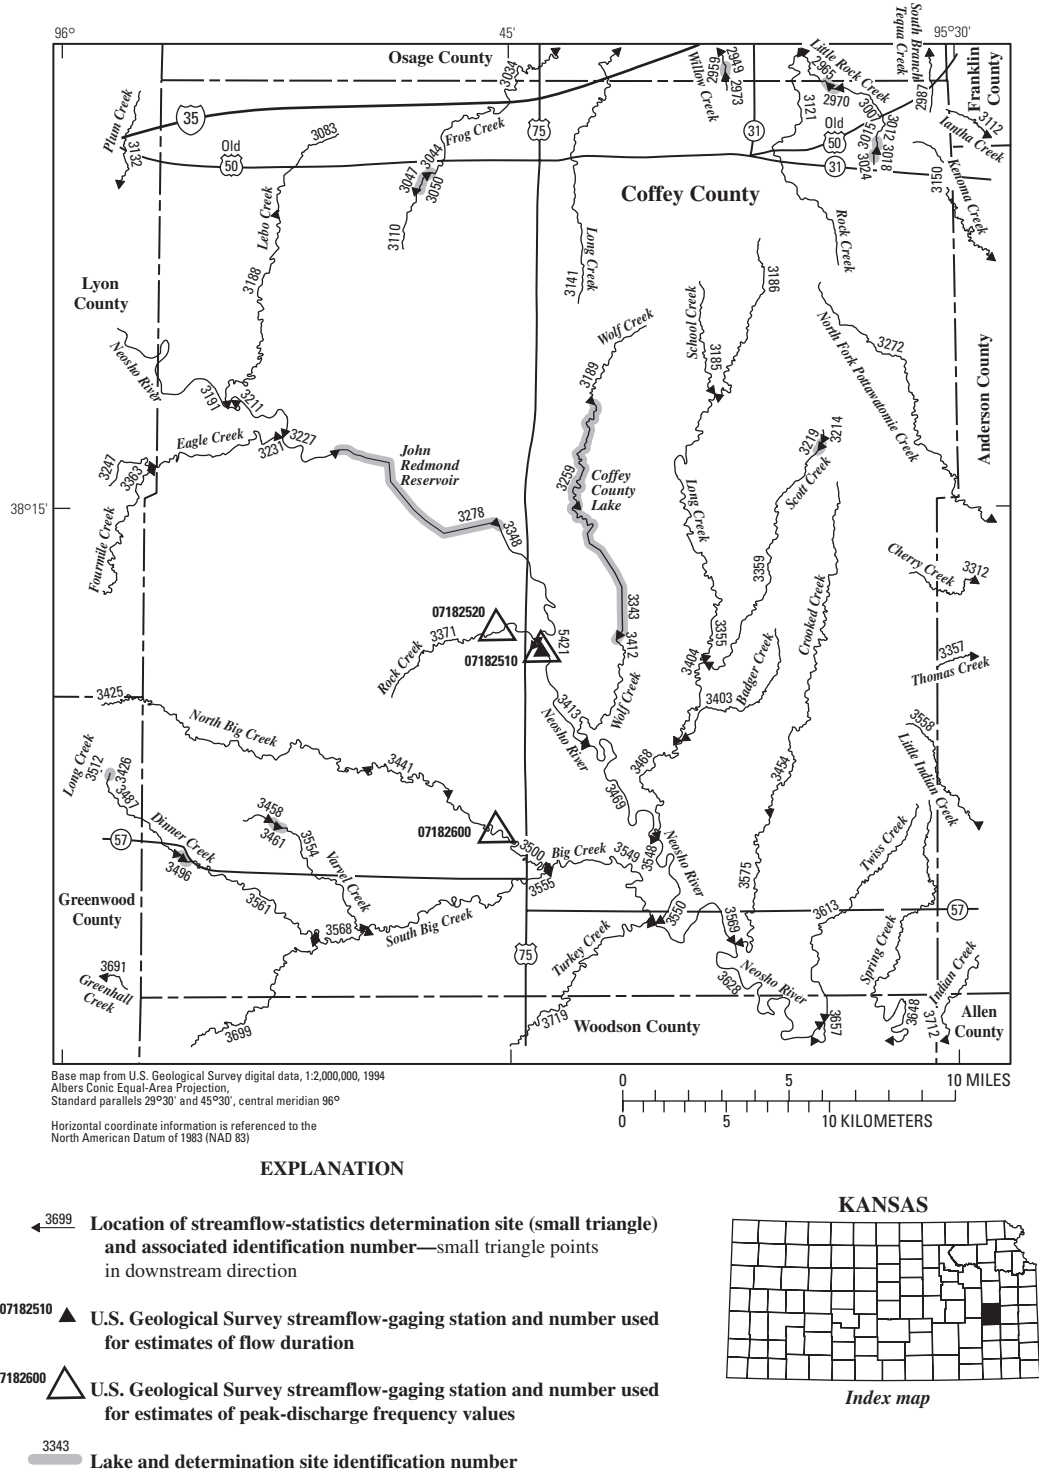 96°
45'
95°30'
Osage County
South Branch
Tequa Creek
Franklin
County
Little Rock Creek
Willow Creek
3034
2949
2959
2973
2965
2970
3121
3007
3012
3015
3016
3018
3024
2687
3112
Iantha Creek
Plum Creek
35
3132
Old
50
3083
Frog Creek
3044
3047
3050
75
31
Old
50
31
3150
Kenoma Creek
Coffey County
Lebo Creek
3110
Long Creek
Rock Creek
Lyon
County
3188
3141
3186
Neosho River
Wolf Creek
School Creek
3185
North Fork Pottawatomie Creek
3272
Anderson County
3189
3191
3211
Eagle Creek
3227
3231
3247
3363
John
Redmond
Reservoir
3259
Coffey
County
Lake
3219
3214
Scott Creek
38°15'
3278
3348
Long Creek
Fourmile Creek
3359
Cherry Creek
3312
Crooked Creek
07182520
3371
07182510
5421
3343
3412
3355
3404
Rock Creek
Badger Creek
3357
Thomas Creek
3425
North Big Creek
3413
Neosho River
Wolf Creek
3403
3558
Little Indian Creek
Long Creek
3512
3426
3487
3441
3468
3454
3469
3458
3461
3554
Dinner Creek
07182600
57
3496
3500
Big Creek
3549
3548
Neosho River
Twiss Creek
Varvel Creek
3555
3575
Greenwood
County
3561
3568
South Big Creek
3550
3569
3613
57
Turkey Creek
75
Spring Creek
Indian Creek
3691
Greenhall
Creek
3628
Neosho River
3699
3719
Woodson County
3657
3648
3712
Allen
County
Base map from U.S. Geological Survey digital data, 1:2,000,000, 1994
Albers Conic Equal-Area Projection,
Standard parallels 29°30' and 45°30', central meridian 96°
Horizontal coordinate information is referenced to the
North American Datum of 1983 (NAD 83)
0 5 10 MILES
0 5 10 KILOMETERS
EXPLANATION
3699
Location of streamflow-statistics determination site (small triangle)
and associated identification number—small triangle points
in downstream direction
07182510
U.S. Geological Survey streamflow-gaging station and number used
for estimates of flow duration
7182600
U.S. Geological Survey streamflow-gaging station and number used
for estimates of peak-discharge frequency values
3343
Lake and determination site identification number
KANSAS
Index map